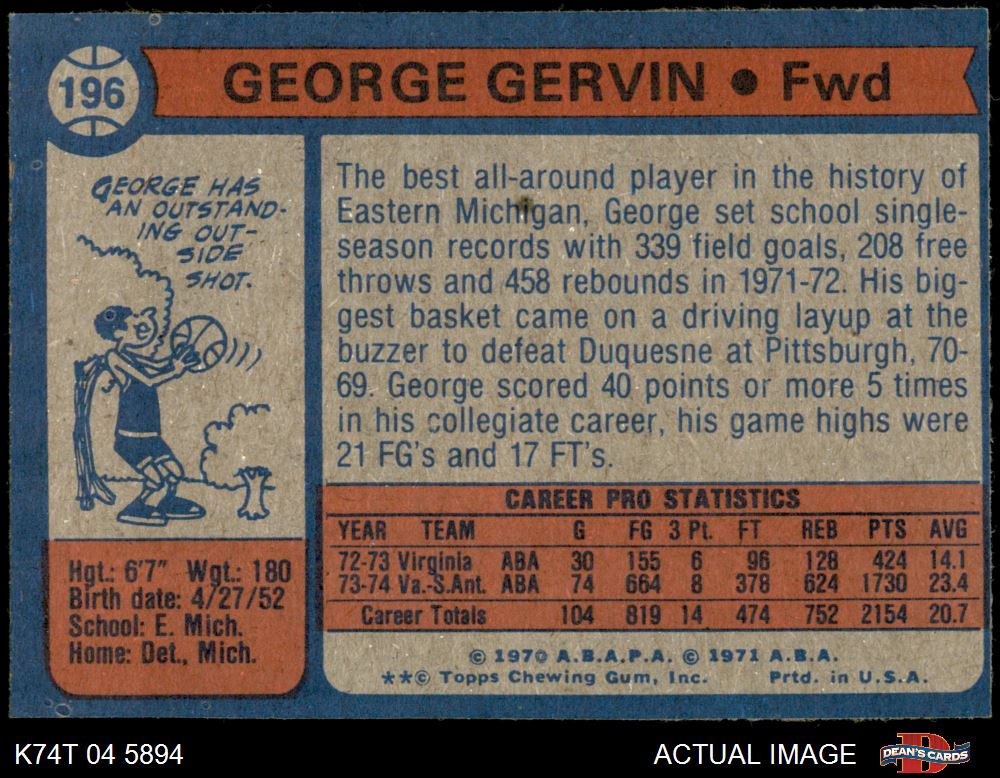 196
GEORGE GERVIN • Fwd
GEORGE HAS
AN OUTSTAND-
ING OUT-
SIDE
SHOT.
The best all-around player in the history of
Eastern Michigan, George set school single-
season records with 339 field goals, 208 free
throws and 458 rebounds in 1971-72. His big-
gest basket came on a driving layup at the
buzzer to defeat Duquesne at Pittsburgh, 70-
69. George scored 40 points or more 5 times
in his collegiate career, his game highs were
21 FG's and 17 FT's.
Hgt.: 6'7" Wgt.: 180
Birth date: 4/27/52
School: E. Mich.
Home: Det., Mich.
CAREER PRO STATISTICS
YEAR TEAM G FG 3 Pt. FT REB PTS AVG
72-73 Virginia ABA 30 155 6 96 128 424 14.1
73-74 Va.-S.Ant. ABA 74 664 8 378 624 1730 23.4
Career Totals 104 819 14 474 752 2154 20.7
© 1970 A.B.A.P.A. © 1971 A.B.A.
**© Topps Chewing Gum, Inc. Prtd. in U.S.A.
K74T 04 5894
ACTUAL IMAGE
D
DEAN'S CARDS